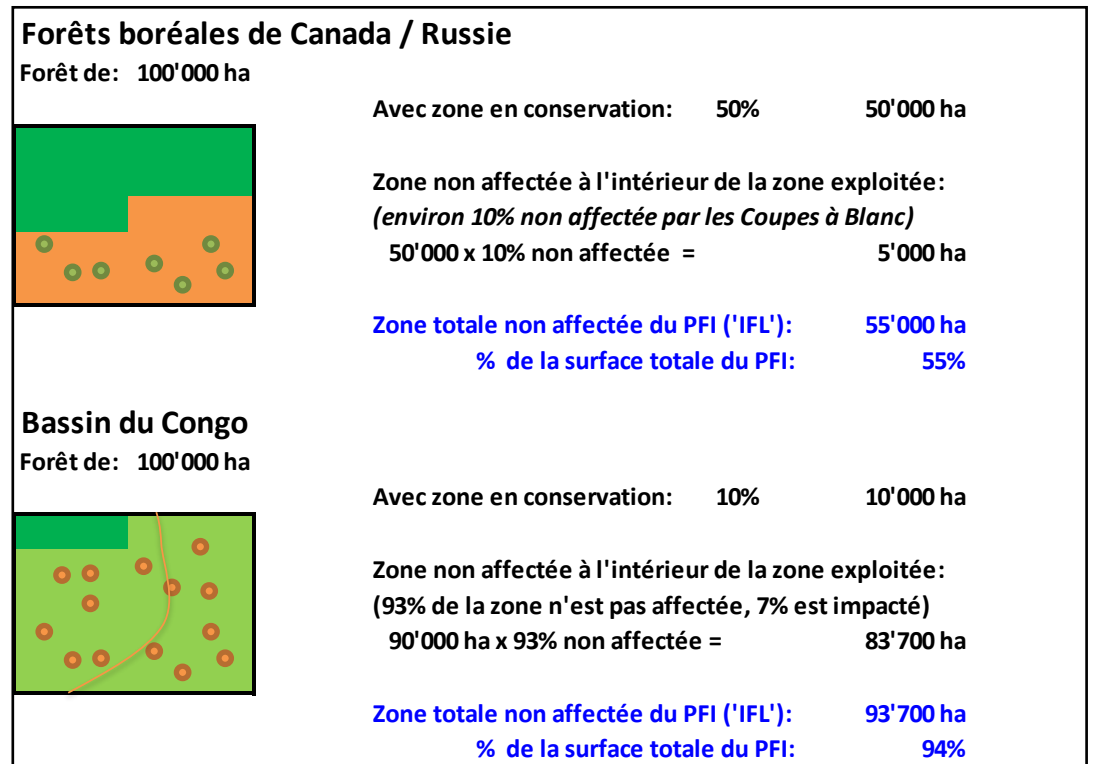 Forêts boréales de Canada / Russie
Forêt de: 100'000 ha
Avec zone en conservation: 50% 50'000 ha
Zone non affectée à l'intérieur de la zone exploitée:
(environ 10% non affectée par les Coupes à Blanc)
50'000 x 10% non affectée = 5'000 ha
Zone totale non affectée du PFI ('IFL'): 55'000 ha
% de la surface totale du PFI: 55%
Bassin du Congo
Forêt de: 100'000 ha
Avec zone en conservation: 10% 10'000 ha
Zone non affectée à l'intérieur de la zone exploitée:
(93% de la zone n'est pas affectée, 7% est impacté)
90'000 ha x 93% non affectée = 83'700 ha
Zone totale non affectée du PFI ('IFL'): 93'700 ha
% de la surface totale du PFI: 94%